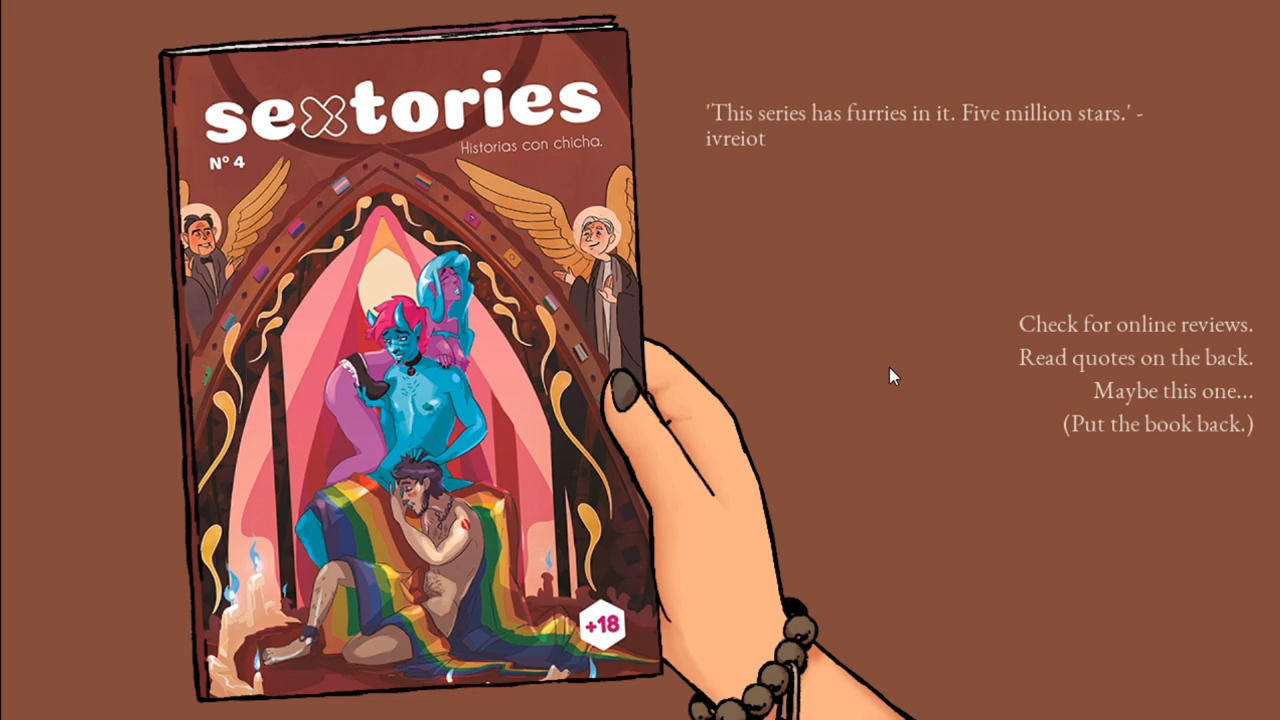 sextories
Historias con chicha.
Nº 4
+18
'This series has furries in it. Five million stars.' -
ivreiot
Check for online reviews.
Read quotes on the back.
Maybe this one...
(Put the book back.)